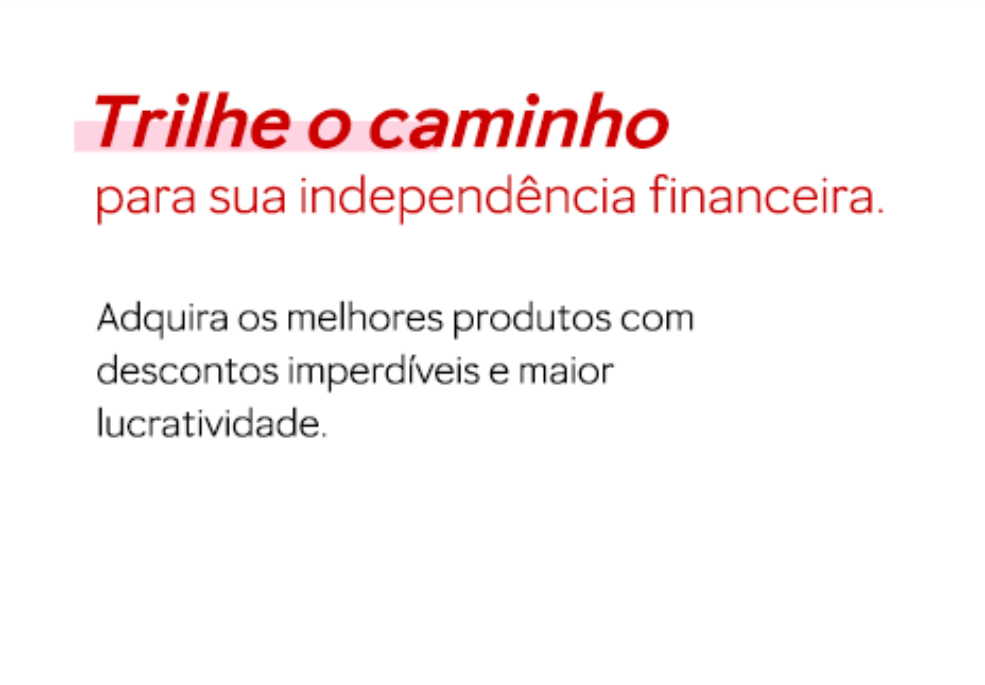 Trilhe o caminho
para sua independência financeira.
Adquira os melhores produtos com
descontos imperdíveis e maior
lucratividade.